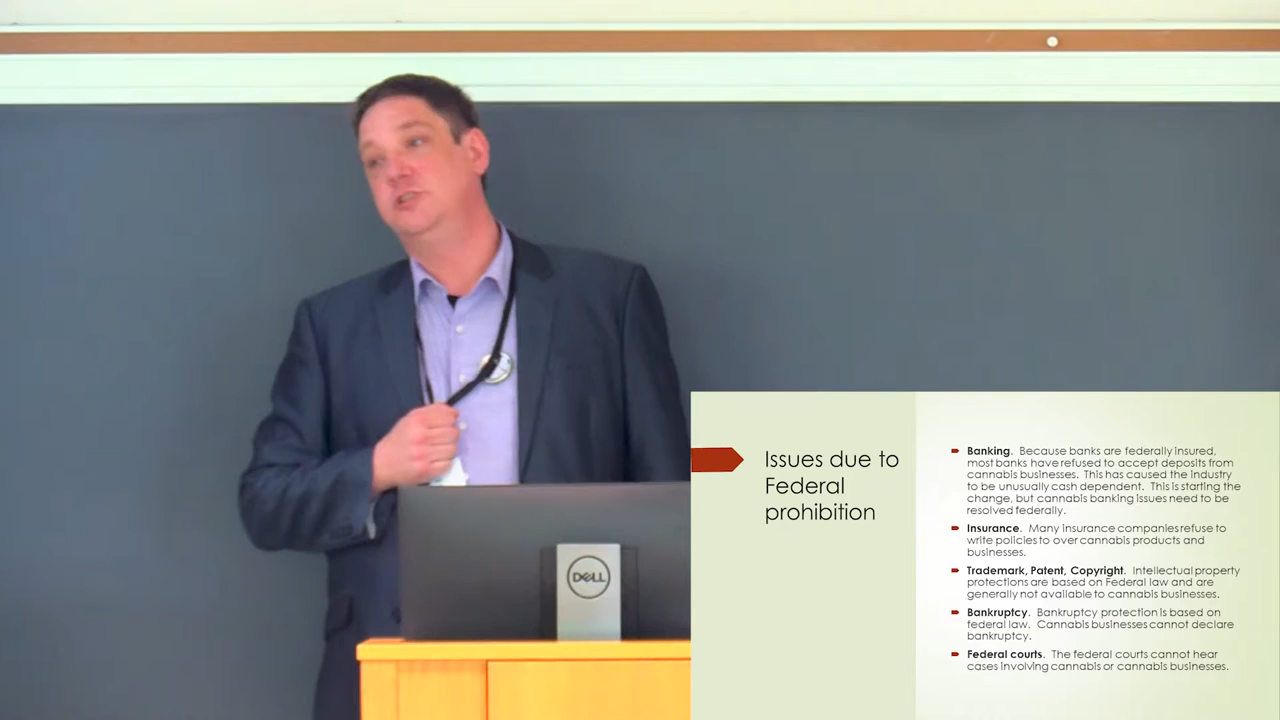 DELL
Issues due to
Federal
prohibition
Banking. Because banks are federally insured,
most banks have refused to accept deposits from
cannabis businesses. This has caused the industry
to be unusually cash dependent. This is starting the
change, but cannabis banking issues need to be
resolved federally.
Insurance. Many insurance companies refuse to
write policies to over cannabis products and
businesses.
Trademark, Patent, Copyright. Intellectual property
protections are based on Federal law and are
generally not available to cannabis businesses.
Bankruptcy. Bankruptcy protection is based on
federal law. Cannabis businesses cannot declare
bankruptcy.
Federal courts. The federal courts cannot hear
cases involving cannabis or cannabis businesses.